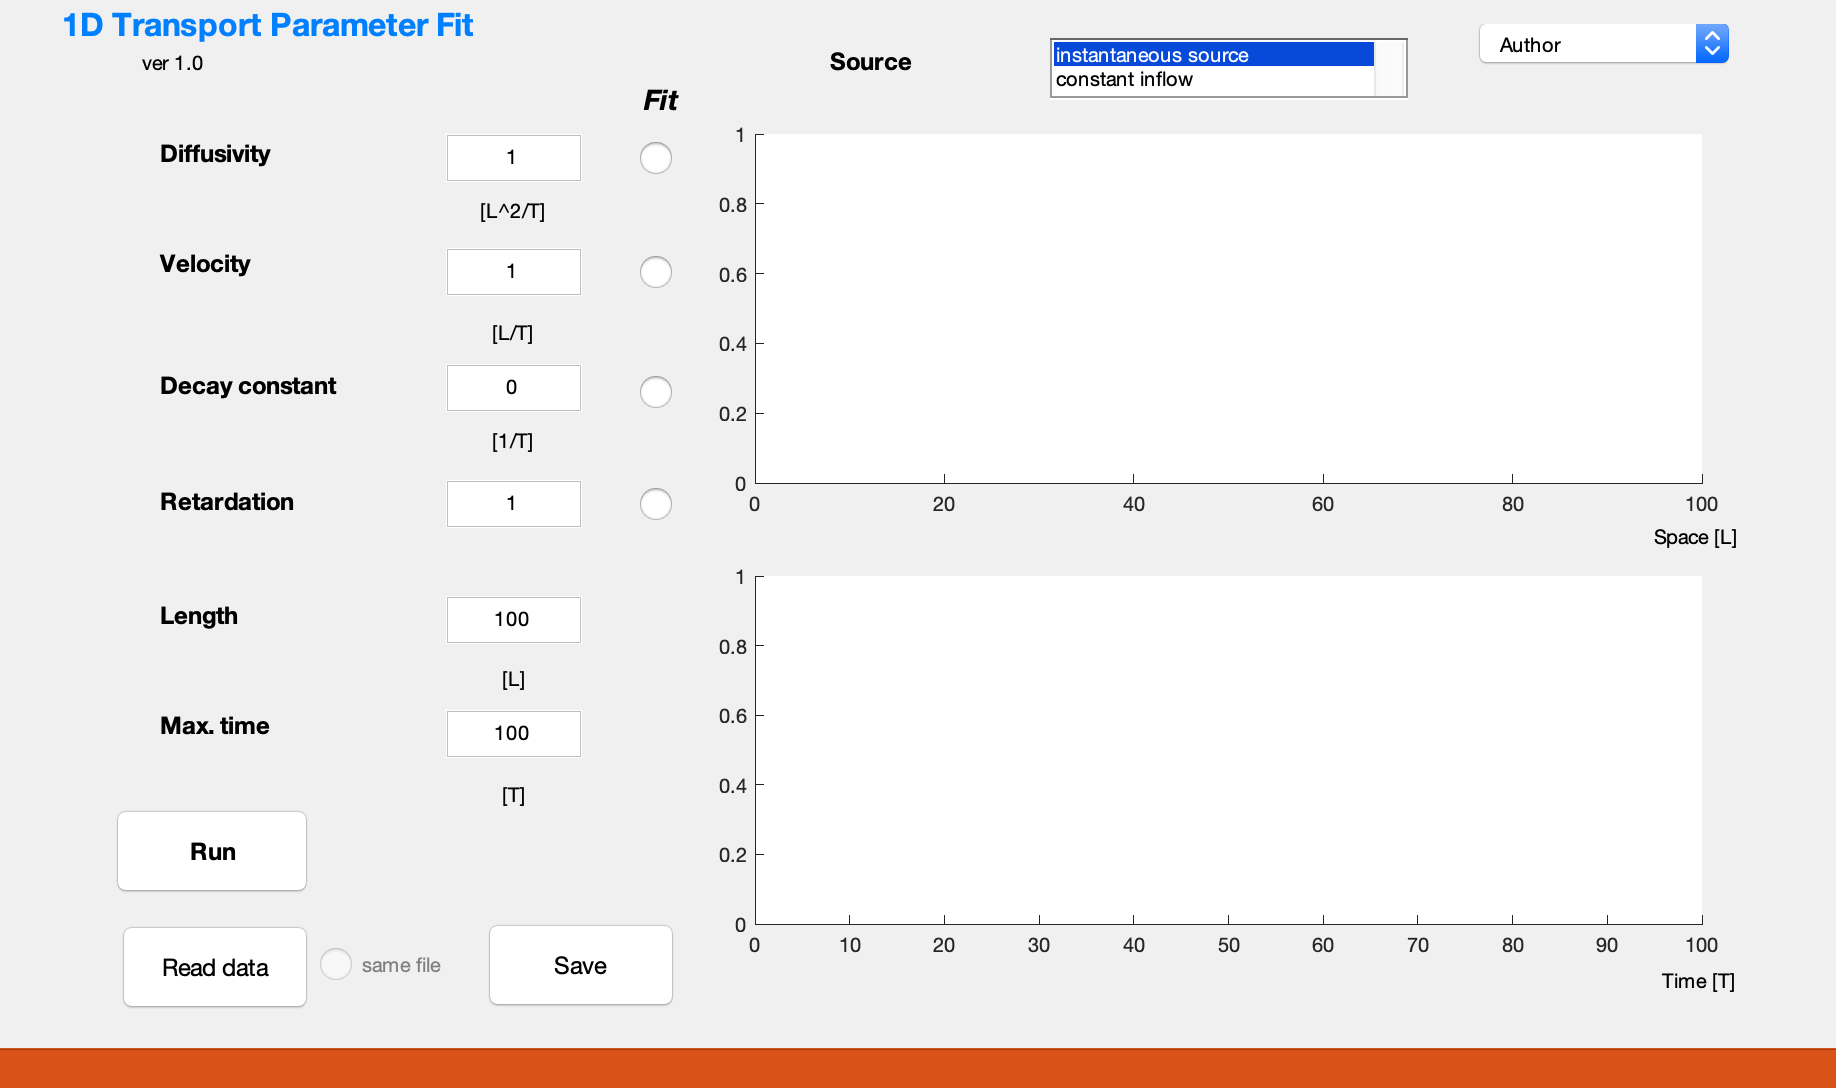 1D Transport Parameter Fit
ver 1.0
Source
instantaneous source
constant inflow
Author
Fit
Diffusivity
1
[L^2/T]
Velocity
1
[L/T]
Decay constant
0
[1/T]
Retardation
1
Length
100
[L]
Max. time
100
[T]
Run
Read data
same file
Save
1
0.8
0.6
0.4
0.2
0
0 20 40 60 80 100
Space [L]
1
0.8
0.6
0.4
0.2
0
0 10 20 30 40 50 60 70 80 90 100
Time [T]